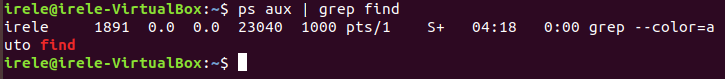 irele@irele-VirtualBox:~$ ps aux | grep find
irele     1891  0.0  0.0  23040  1000 pts/1    S+   04:18   0:00 grep --color=a
uto find
irele@irele-VirtualBox:~$